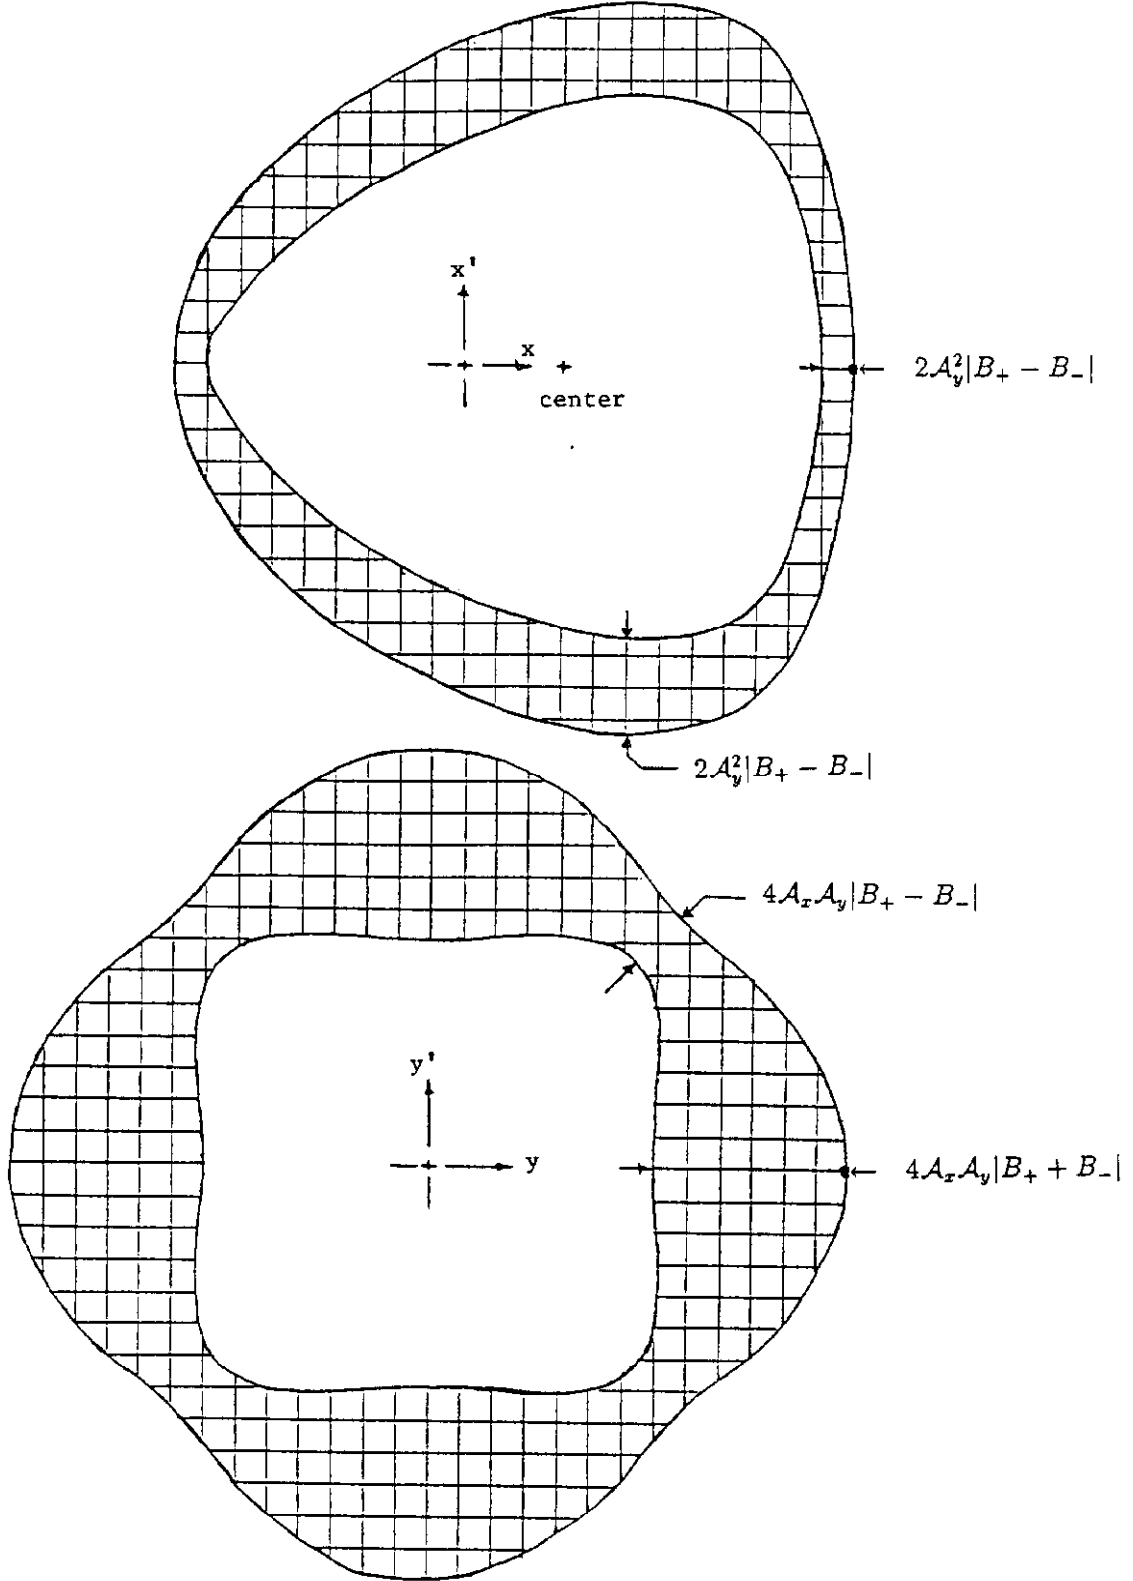 x'
x
center
2𝒜_y^2|B_+ − B_−|
2𝒜_y^2|B_+ − B_−|
4𝒜_x𝒜_y|B_+ − B_−|
y'
y
4𝒜_x𝒜_y|B_+ + B_−|